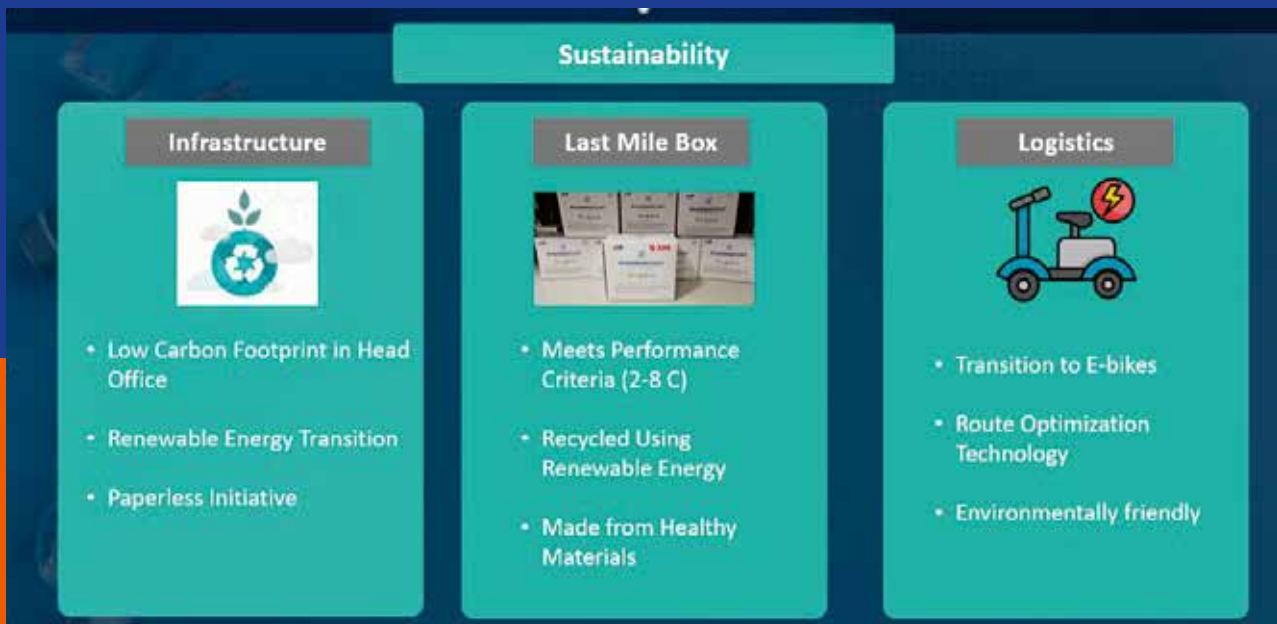 Sustainability
Infrastructure
• Low Carbon Footprint in Head
Office
• Renewable Energy Transition
• Paperless Initiative
Last Mile Box
• Meets Performance
Criteria (2-8 C)
• Recycled Using
Renewable Energy
• Made from Healthy
Materials
Logistics
• Transition to E-bikes
• Route Optimization
Technology
• Environmentally friendly